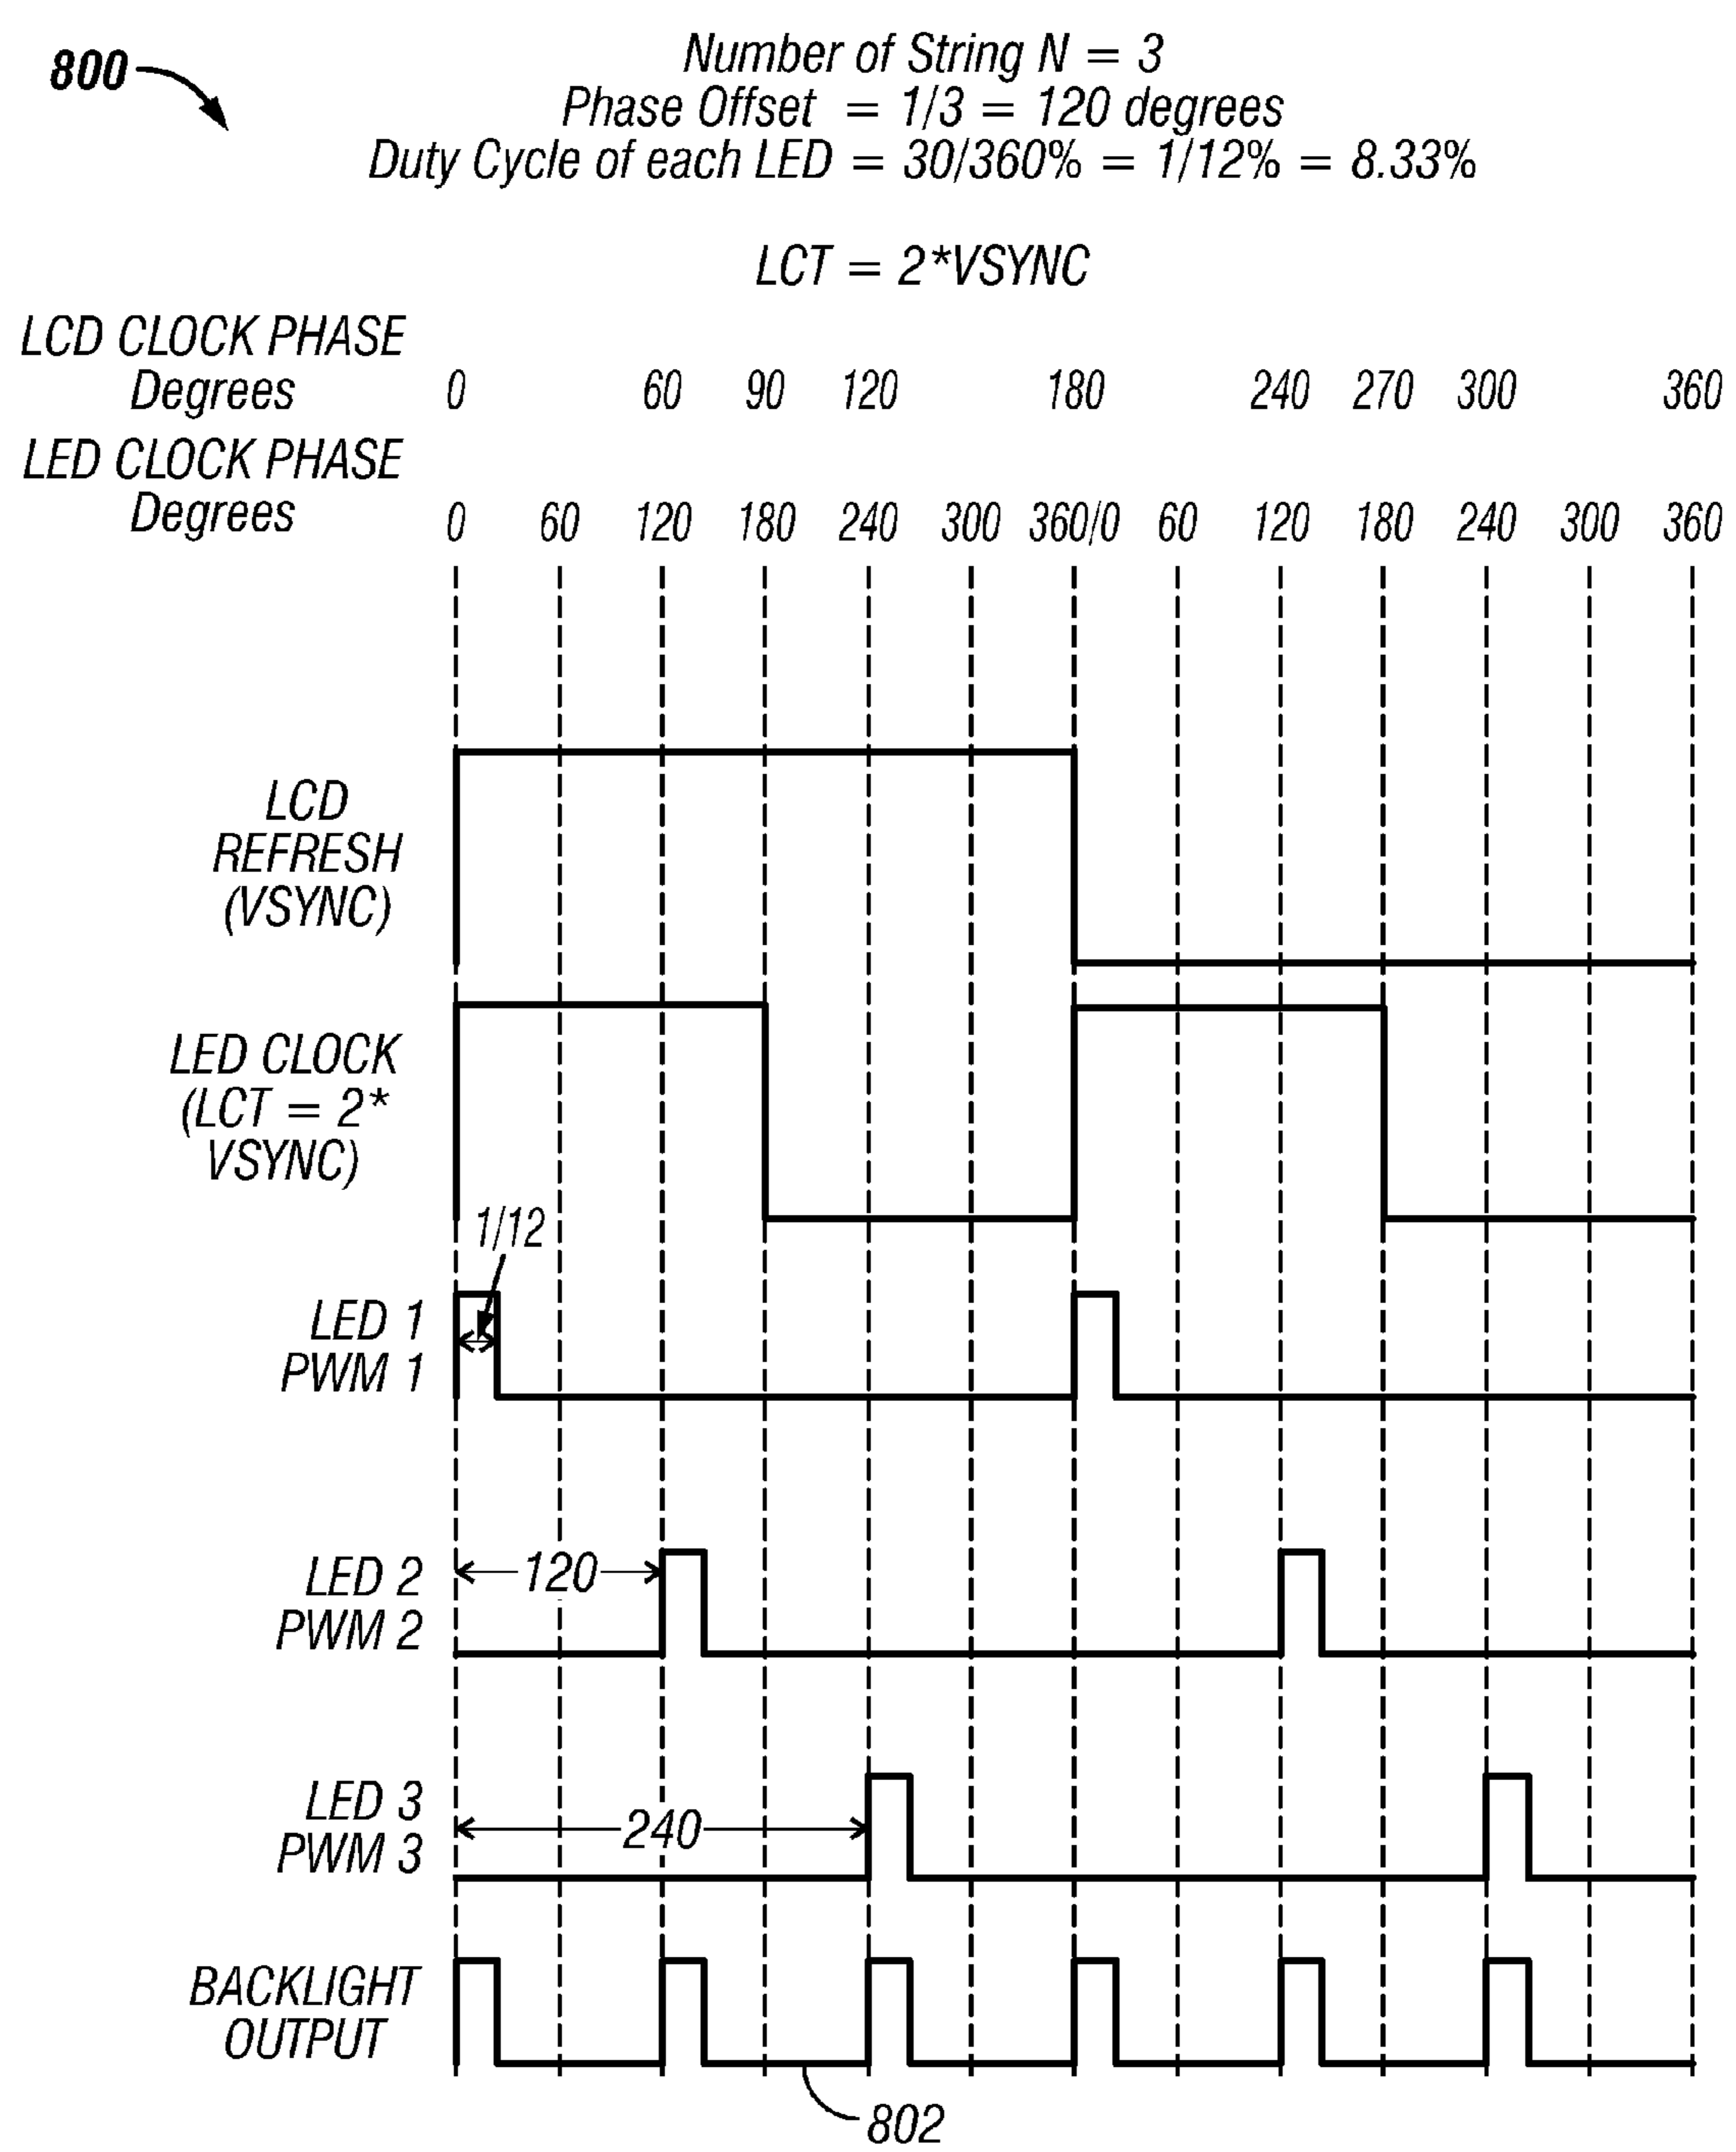 800
Number of String N = 3
Phase Offset = 1/3 = 120 degrees
Duty Cycle of each LED = 30/360% = 1/12% = 8.33%
LCT = 2*VSYNC
LCD CLOCK PHASE
Degrees 0 60 90 120 180 240 270 300 360
LED CLOCK PHASE
Degrees 0 60 120 180 240 300 360/0 60 120 180 240 300 360
LCD
REFRESH
(VSYNC)
LED CLOCK
(LCT = 2*
VSYNC)
1/12
LED 1
PWM 1
LED 2
PWM 2
120
LED 3
PWM 3
240
BACKLIGHT
OUTPUT
802